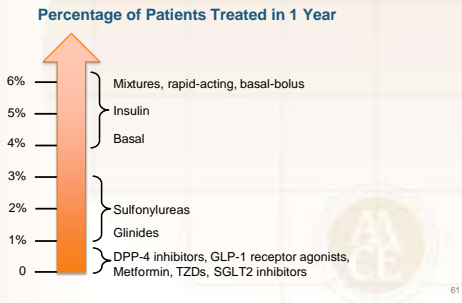 Percentage of Patients Treated in 1 Year
6%
Mixtures, rapid-acting, basal-bolus
5%
Insulin
4%
Basal
3%
2%
Sulfonylureas
1%
Glinides
DPP-4 inhibitors, GLP-1 receptor agonists,
0
Metformin, TZDs, SGLT2 inhibitors
AACE
61